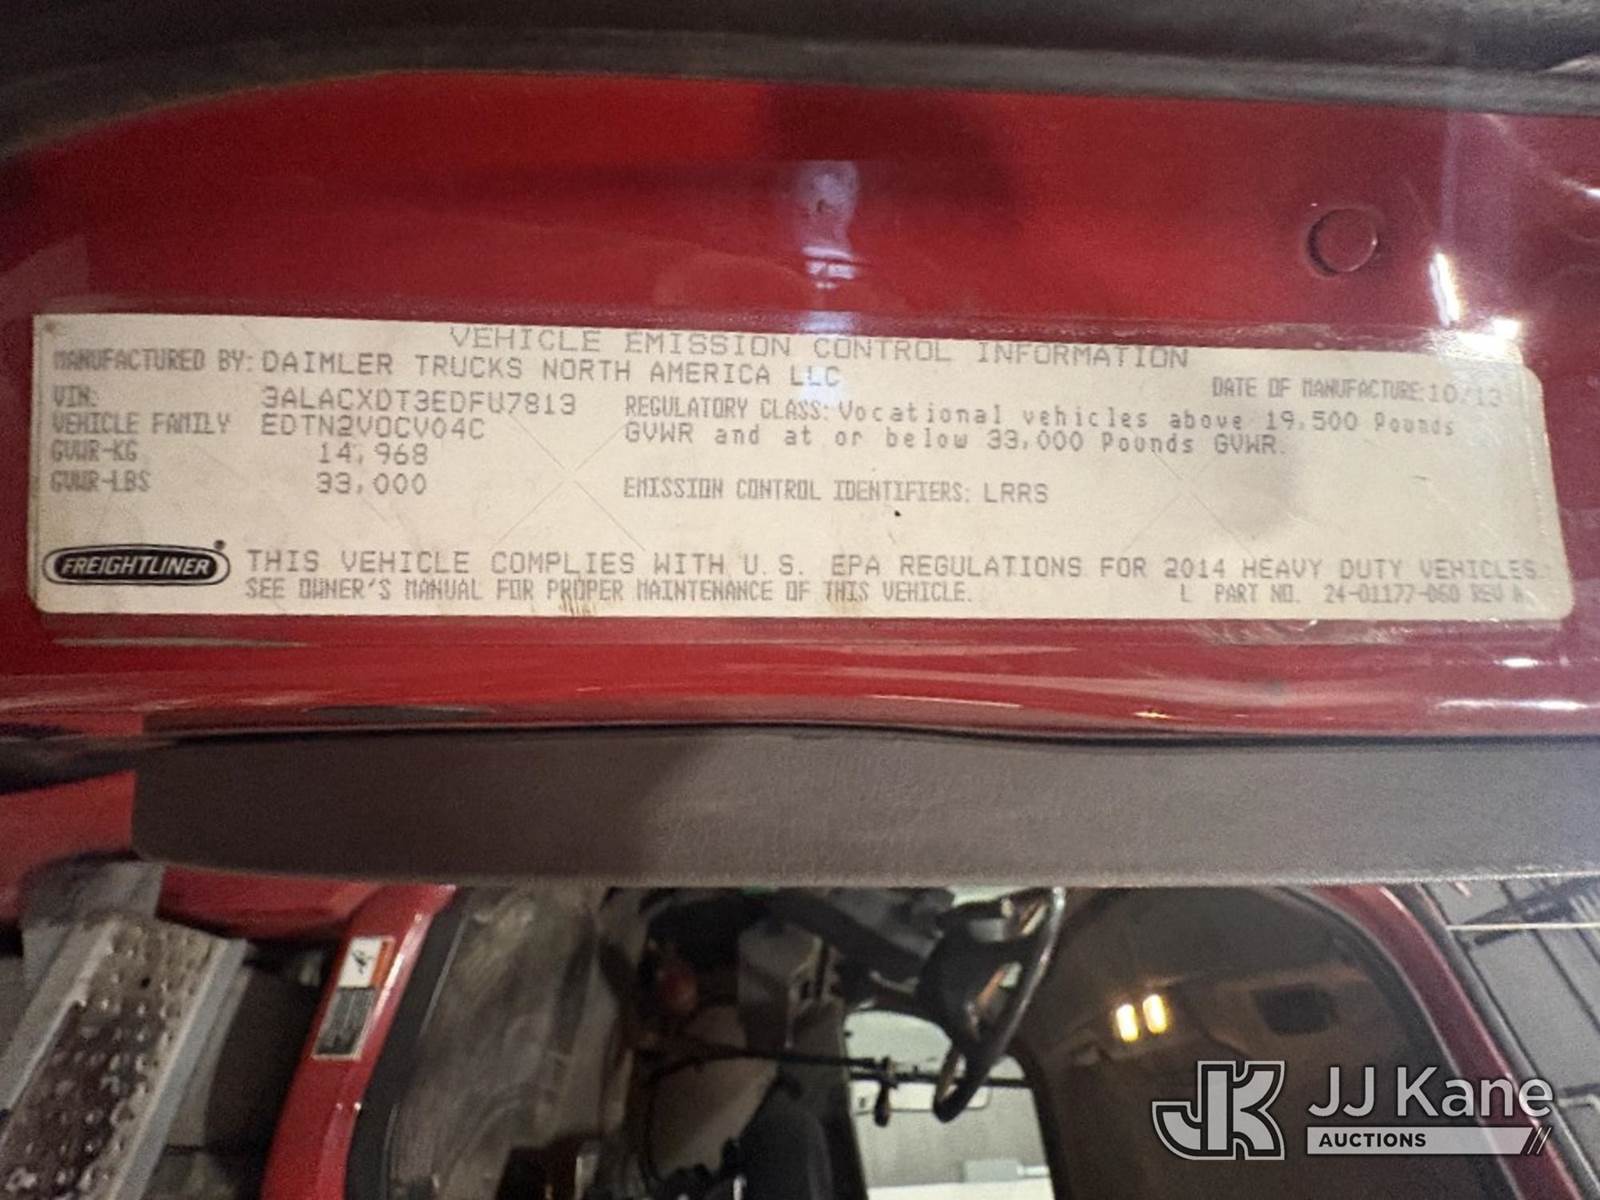 VEHICLE EMISSION CONTROL INFORMATION
MANUFACTURED BY: DAIMLER TRUCKS NORTH AMERICA LLC
DATE OF MANUFACTURE: 10/13
VIN: 3ALACXDT3EDFU7813
REGULATORY CLASS: Vocational vehicles above 19,500 Pounds
VEHICLE FAMILY EDTN2VOCV04C
GVWR and at or below 33,000 Pounds GVWR.
GVWR-KG 14,968
GVWR-LBS 33,000
EMISSION CONTROL IDENTIFIERS: LRRS
FREIGHTLINER®
THIS VEHICLE COMPLIES WITH U.S. EPA REGULATIONS FOR 2014 HEAVY DUTY VEHICLES.
SEE OWNER'S MANUAL FOR PROPER MAINTENANCE OF THIS VEHICLE.
L PART NO. 24-01177-060 REV A.
JK JJ Kane
AUCTIONS